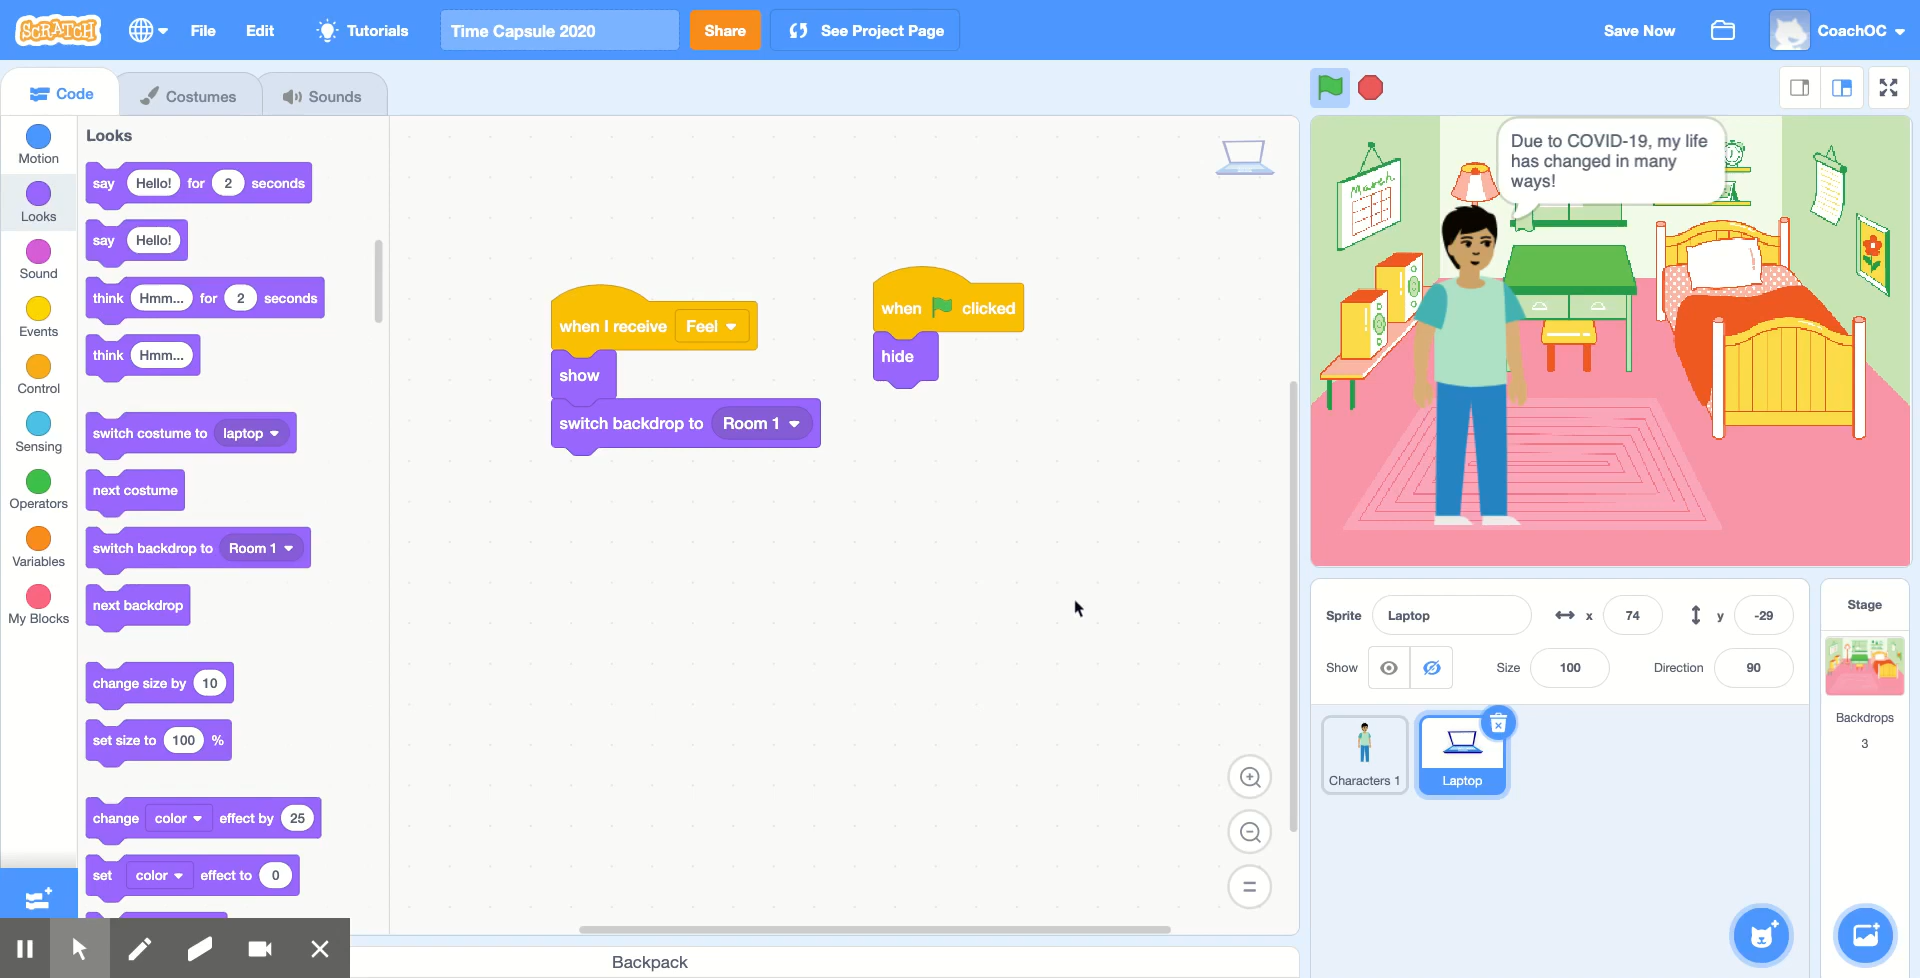 SCRATCH
File
Edit
Tutorials
Time Capsule 2020
Share
See Project Page
Save Now
CoachOC
Code
Costumes
Sounds
Motion
Looks
Sound
Events
Control
Sensing
Operators
Variables
My Blocks
Looks
say Hello! for 2 seconds
say Hello!
think Hmm... for 2 seconds
think Hmm...
switch costume to laptop
next costume
switch backdrop to Room 1
next backdrop
change size by 10
set size to 100 %
change color effect by 25
set color effect to 0
when I receive Feel
show
switch backdrop to Room 1
when clicked
hide
Backpack
March
Due to COVID-19, my life
has changed in many
ways!
Sprite Laptop x 74 y -29
Show Size 100 Direction 90
Characters 1
Laptop
Stage
Backdrops
3